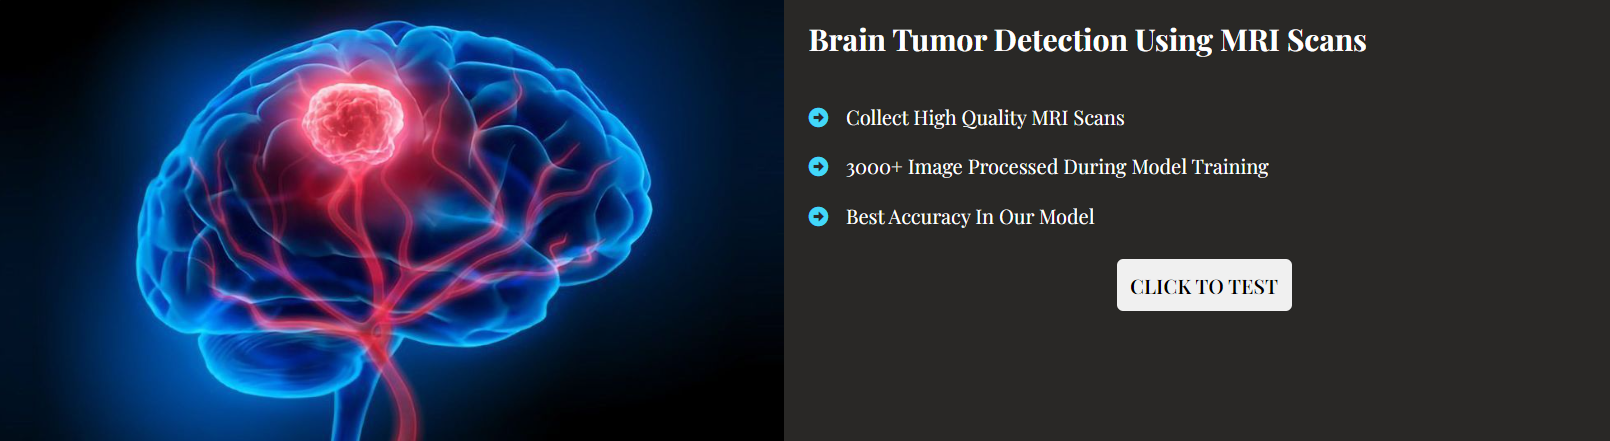 Brain Tumor Detection Using MRI Scans
Collect High Quality MRI Scans
3000+ Image Processed During Model Training
Best Accuracy In Our Model
CLICK TO TEST